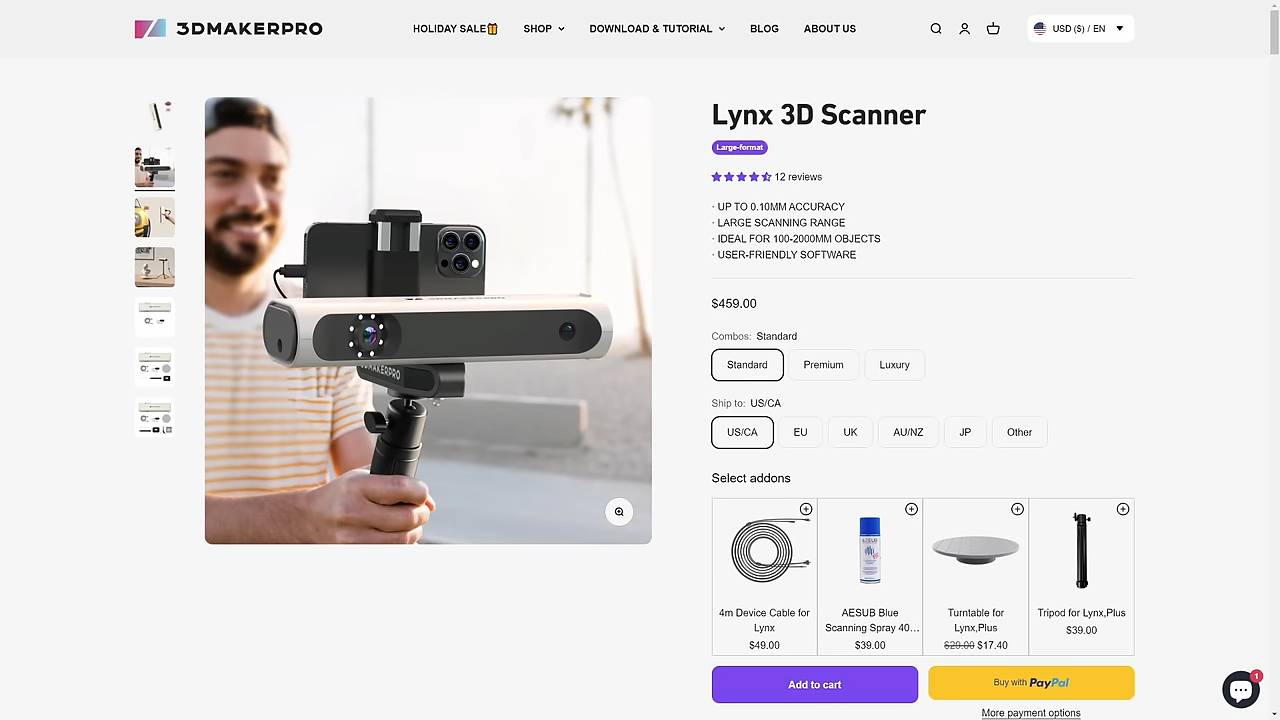 3DMAKERPRO
HOLIDAY SALE
SHOP
DOWNLOAD & TUTORIAL
BLOG
ABOUT US
USD ($) / EN
Lynx 3D Scanner
Large-format
12 reviews
· UP TO 0.10MM ACCURACY
· LARGE SCANNING RANGE
· IDEAL FOR 100-2000MM OBJECTS
· USER-FRIENDLY SOFTWARE
$459.00
Combos: Standard
Standard
Premium
Luxury
Ship to: US/CA
US/CA
EU
UK
AU/NZ
JP
Other
Select addons
4m Device Cable for
Lynx
$49.00
AESUB Blue
Scanning Spray 40...
$39.00
Turntable for
Lynx,Plus
$29.00 $17.40
Tripod for Lynx,Plus
$39.00
Add to cart
Buy with PayPal
More payment options
1